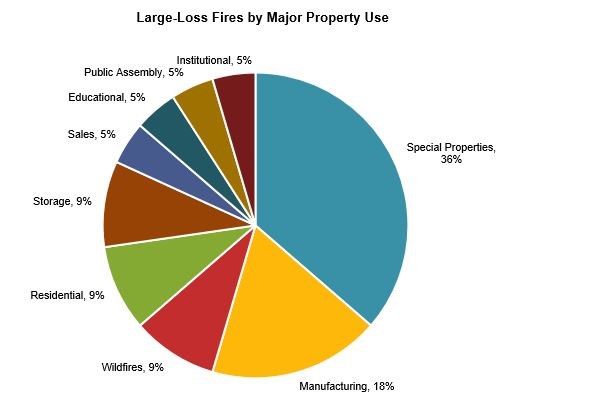 Large-Loss Fires by Major Property Use
Institutional, 5%
Public Assembly, 5%
Educational, 5%
Sales, 5%
Storage, 9%
Residential, 9%
Wildfires, 9%
Manufacturing, 18%
Special Properties,
36%